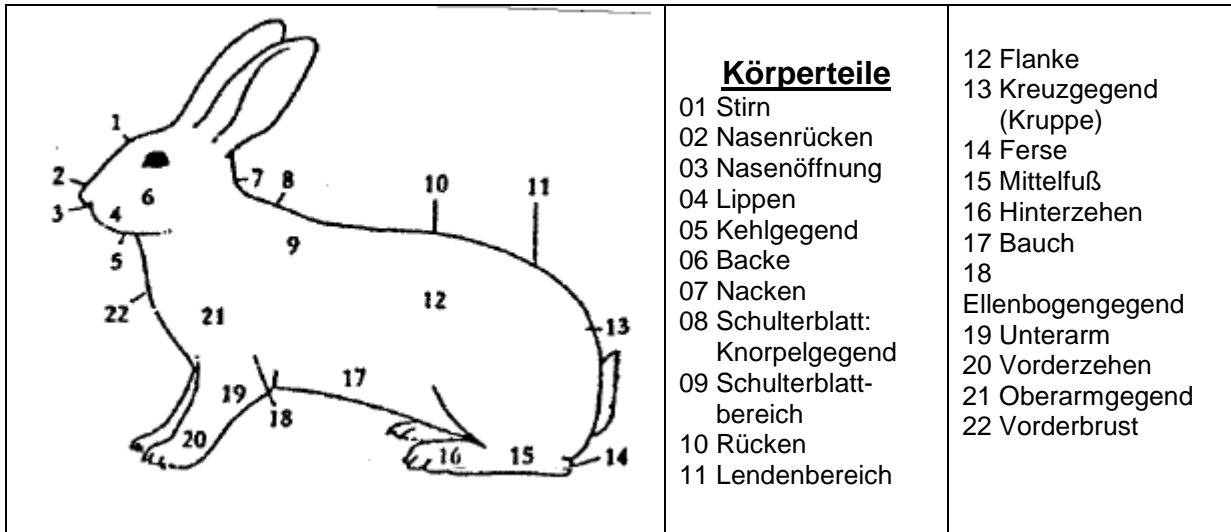 1
2
3
4
5
6
7
8
9
10
11
12
13
14
15
16
17
18
19
20
21
22
Körperteile
01 Stirn
02 Nasenrücken
03 Nasenöffnung
04 Lippen
05 Kehlgegend
06 Backe
07 Nacken
08 Schulterblatt:
Knorpelgegend
09 Schulterblatt-
bereich
10 Rücken
11 Lendenbereich
12 Flanke
13 Kreuzgegend
(Kruppe)
14 Ferse
15 Mittelfuß
16 Hinterzehen
17 Bauch
18
Ellenbogengegend
19 Unterarm
20 Vorderzehen
21 Oberarmgegend
22 Vorderbrust